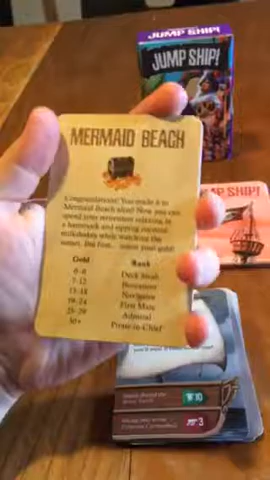 JUMP SHIP!
JUMP SHIP!
MERMAID BEACH
Congratulations! You made it to
Mermaid Beach alive! Now you can
spend your retirement relaxing in
a hammock and sipping coconut
milkshakes while watching the
sunset. But first... count your gold!
Gold Rank
6-8 Deck Swab
7-12 Buccaneer
13-18 Navigator
19-24 First Mate
25-29 Admiral
30+ Pirate-in-Chief
JUMP SHIP!
10
3